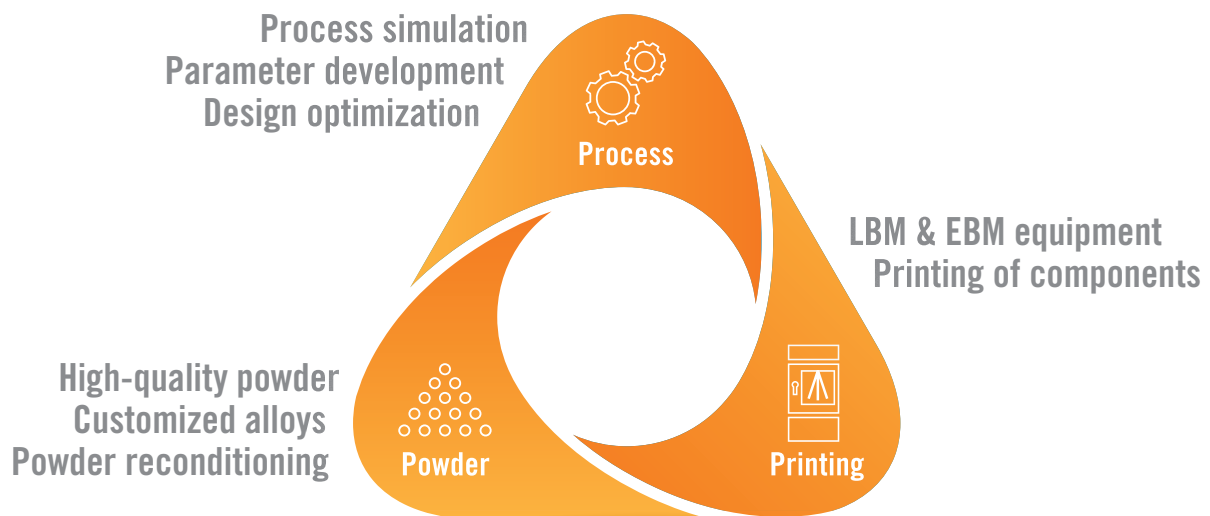 Process simulation
Parameter development
Design optimization
Process
LBM & EBM equipment
Printing of components
High-quality powder
Customized alloys
Powder reconditioning
Powder
Printing